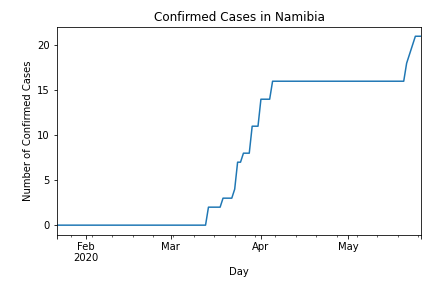 Confirmed Cases in Namibia
Number of Confirmed Cases
20
15
10
5
0
Feb
2020
Mar
Apr
May
Day